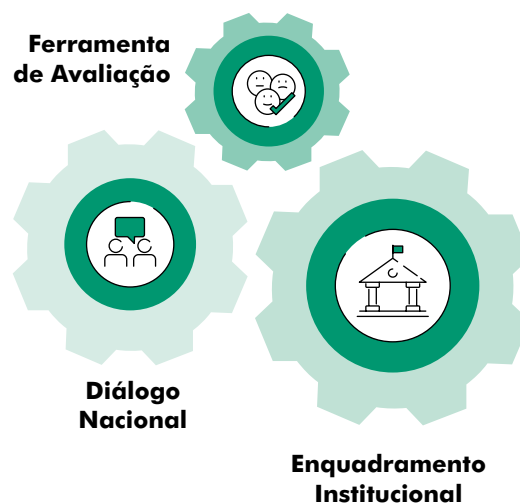 Ferramenta
de Avaliação
Diálogo
Nacional
Enquadramento
Institucional